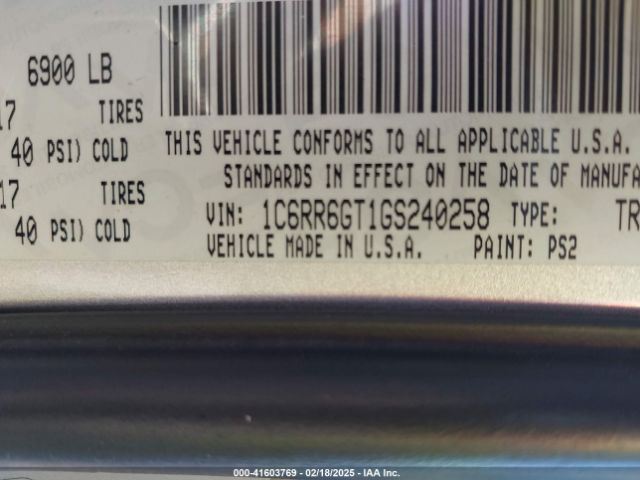 6900 LB
17 TIRES
40 PSI) COLD
17 TIRES
40 PSI) COLD
THIS VEHICLE CONFORMS TO ALL APPLICABLE U.S.A.
STANDARDS IN EFFECT ON THE DATE OF MANUFA
VIN: 1C6RR6GT1GS240258 TYPE: TR
VEHICLE MADE IN U.S.A. PAINT: PS2
000-41603769 - 02/18/2025 - IAA Inc.